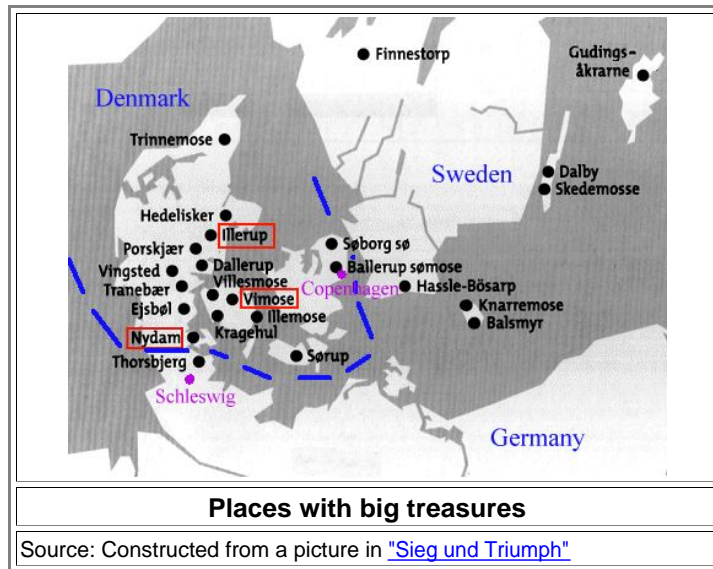 Finnestorp
Gudings-
åkrarne
Denmark
Trinnemose
Sweden
Dalby
Skedemosse
Hedelisker
Illerup
Søborg sø
Porskjær
Dallerup
Ballerup sømose
Vingsted
Villesmose
Copenhagen
Hassle-Bösarp
Tranebær
Vimose
Knarremose
Ejsbøl
Illemose
Balsmyr
Kragehul
Nydam
Sørup
Thorsbjerg
Schleswig
Germany
Places with big treasures
Source: Constructed from a picture in "Sieg und Triumph"